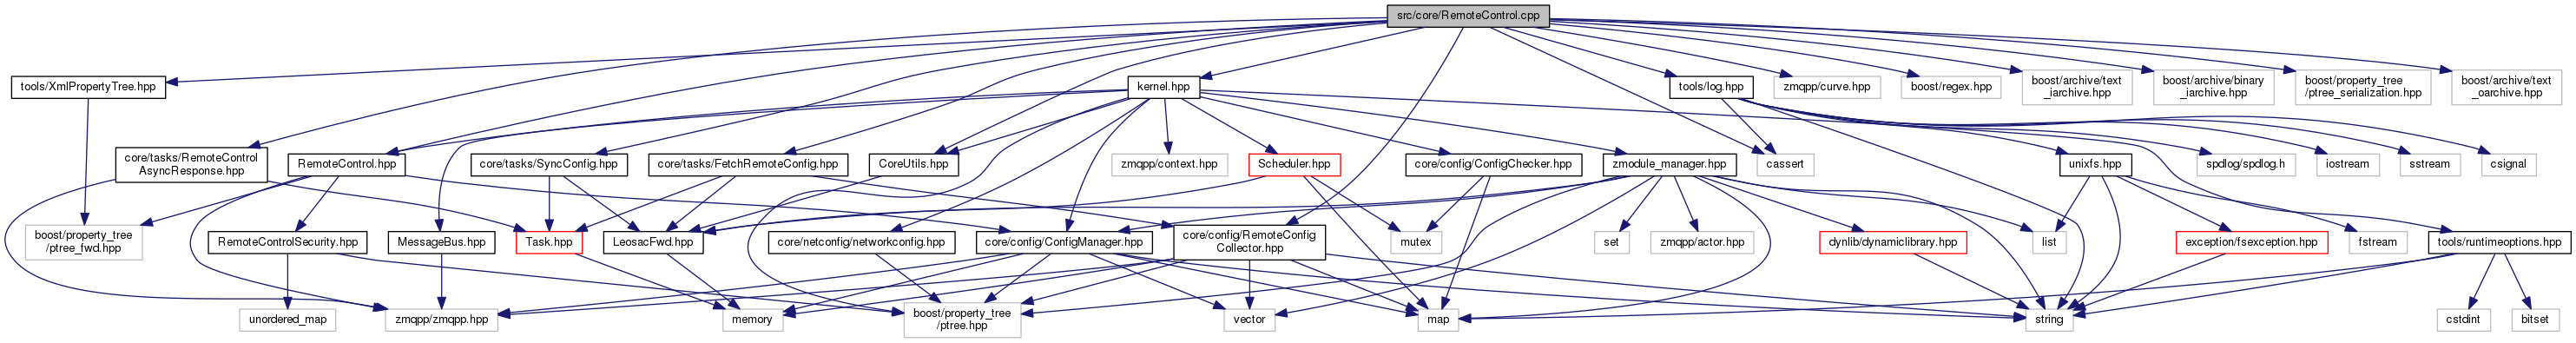 src/core/RemoteControl.cpp
tools/XmlPropertyTree.hpp
kernel.hpp
tools/log.hpp
zmqpp/curve.hpp
boost/regex.hpp
boost/archive/text
_iarchive.hpp
boost/archive/binary
_iarchive.hpp
boost/property_tree
/ptree_serialization.hpp
boost/archive/text
_oarchive.hpp
core/tasks/RemoteControl
AsyncResponse.hpp
RemoteControl.hpp
core/tasks/SyncConfig.hpp
core/tasks/FetchRemoteConfig.hpp
CoreUtils.hpp
zmqpp/context.hpp
Scheduler.hpp
core/config/ConfigChecker.hpp
zmodule_manager.hpp
cassert
unixfs.hpp
spdlog/spdlog.h
iostream
sstream
csignal
boost/property_tree
/ptree_fwd.hpp
RemoteControlSecurity.hpp
MessageBus.hpp
Task.hpp
LeosacFwd.hpp
core/netconfig/networkconfig.hpp
core/config/ConfigManager.hpp
core/config/RemoteConfig
Collector.hpp
mutex
set
zmqpp/actor.hpp
dynlib/dynamiclibrary.hpp
list
exception/fsexception.hpp
fstream
tools/runtimeoptions.hpp
unordered_map
zmqpp/zmqpp.hpp
memory
boost/property_tree
/ptree.hpp
vector
map
string
cstdint
bitset